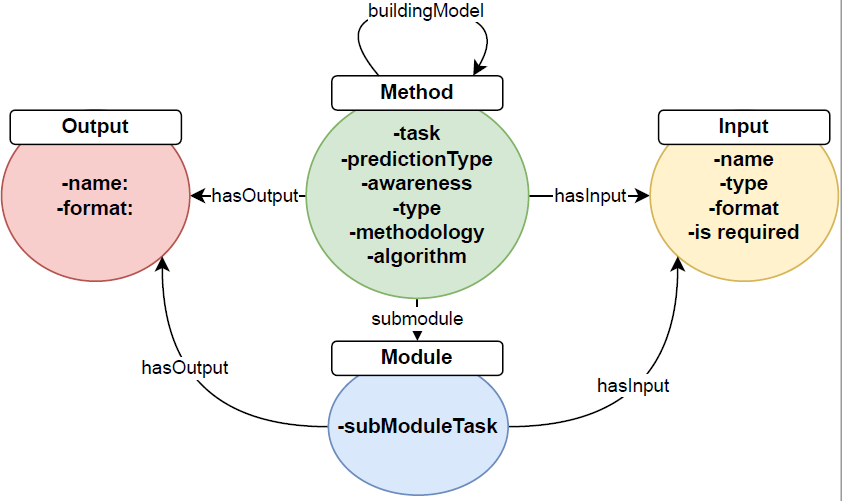 buildingModel
Method
-task
-predictionType
-awareness
-type
-methodology
-algorithm
Output
-name:
-format:
hasOutput
hasInput
Input
-name
-type
-format
-is required
submodule
Module
-subModuleTask
hasOutput
hasInput